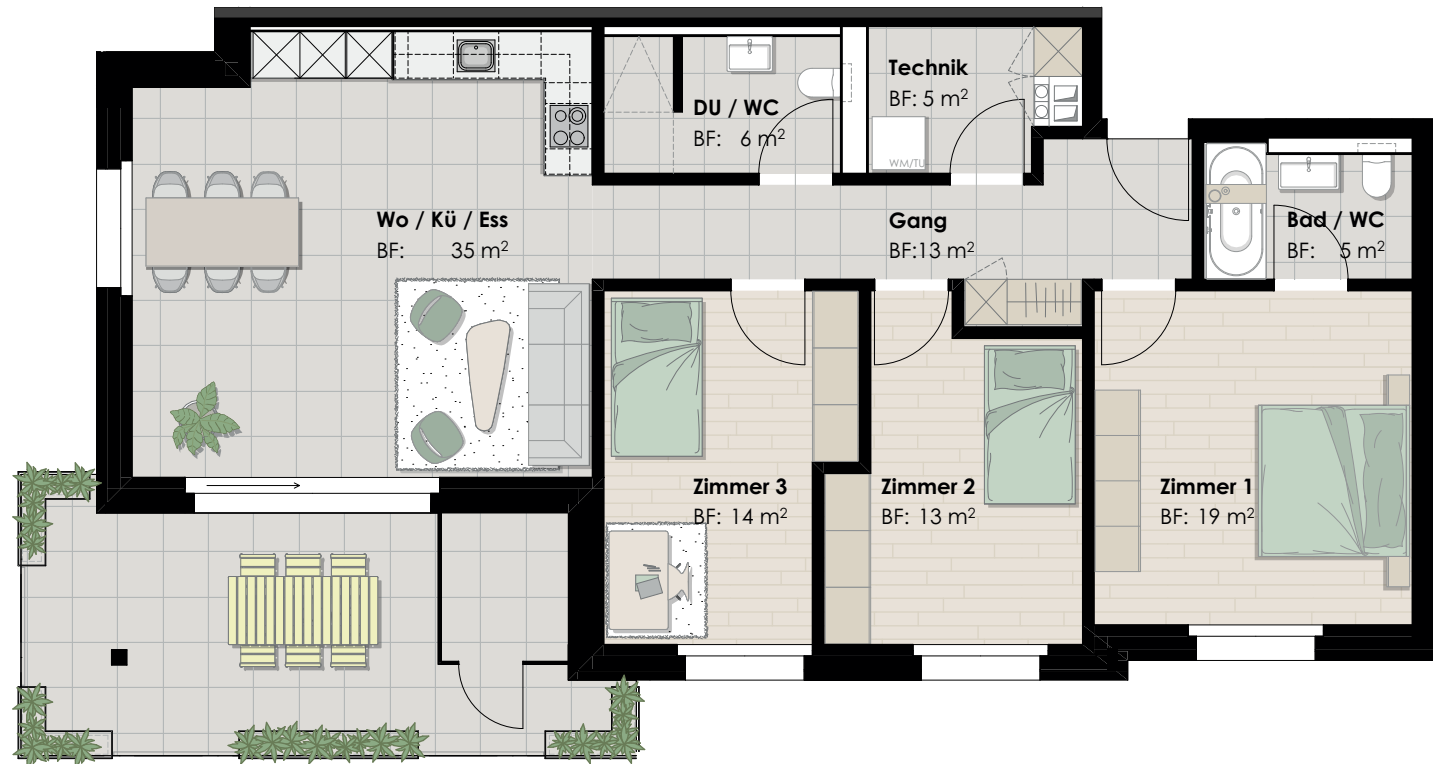 Technik
BF: 5 m²
DU / WC
BF: 6 m²
WM/TU
Wo / Kü / Ess
BF: 35 m²
Gang
BF:13 m²
Bad / WC
BF: 5 m²
Zimmer 3
BF: 14 m²
Zimmer 2
BF: 13 m²
Zimmer 1
BF: 19 m²